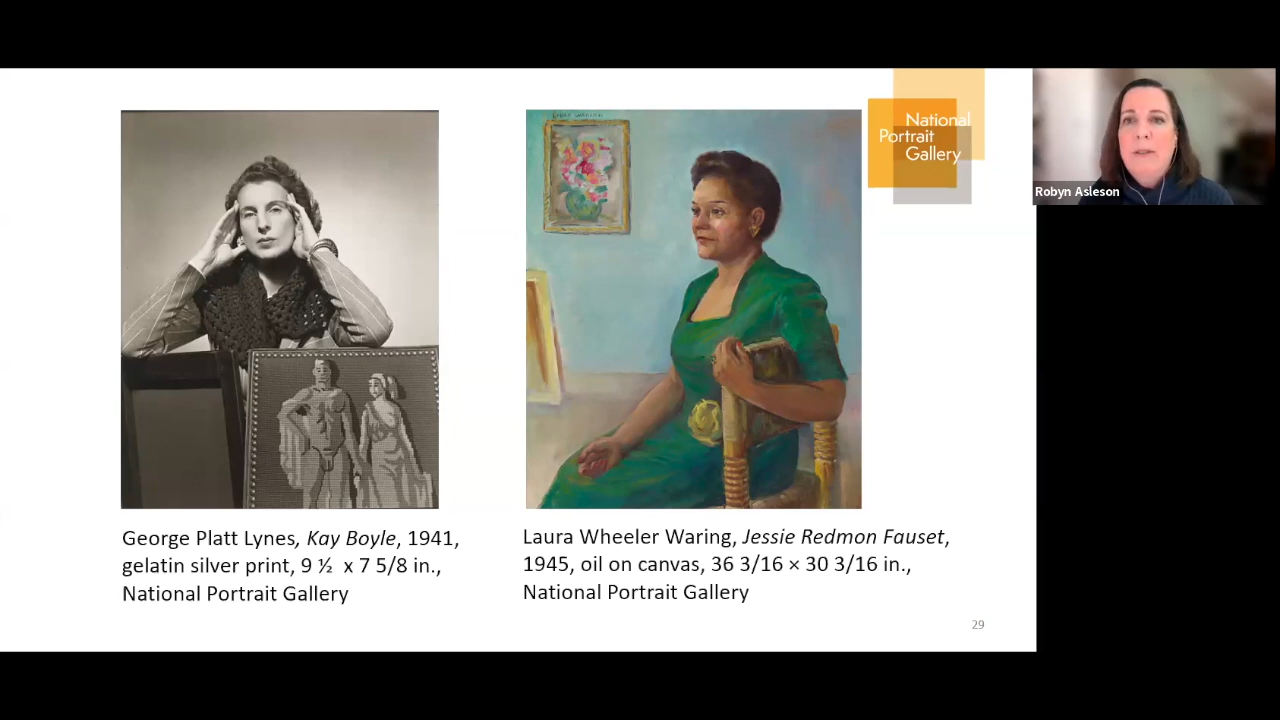 National
Portrait
Gallery
Robyn Asleson
George Platt Lynes, Kay Boyle, 1941,
gelatin silver print, 9 ½ x 7 5/8 in.,
National Portrait Gallery
Laura Wheeler Waring, Jessie Redmon Fauset,
1945, oil on canvas, 36 3/16 × 30 3/16 in.,
National Portrait Gallery
29